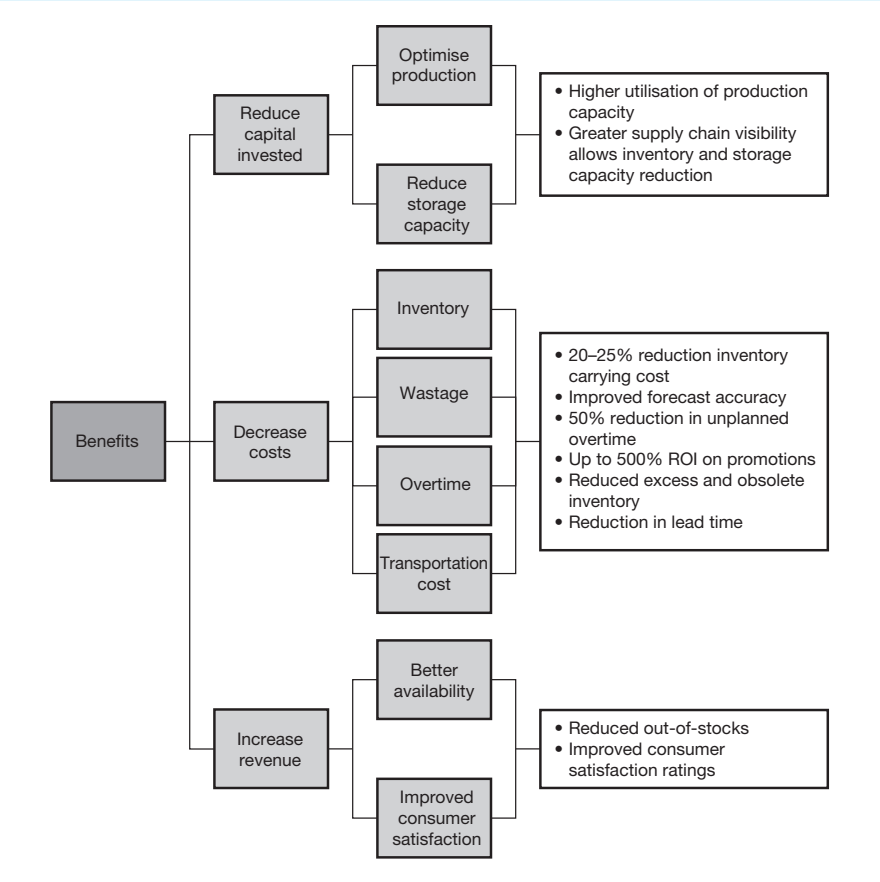 Optimise
production
Reduce
capital
invested
Reduce
storage
capacity
• Higher utilisation of production
capacity
• Greater supply chain visibility
allows inventory and storage
capacity reduction
Benefits
Decrease
costs
Inventory
Wastage
Overtime
Transportation
cost
• 20–25% reduction inventory
carrying cost
• Improved forecast accuracy
• 50% reduction in unplanned
overtime
• Up to 500% ROI on promotions
• Reduced excess and obsolete
inventory
• Reduction in lead time
Increase
revenue
Better
availability
Improved
consumer
satisfaction
• Reduced out-of-stocks
• Improved consumer
satisfaction ratings